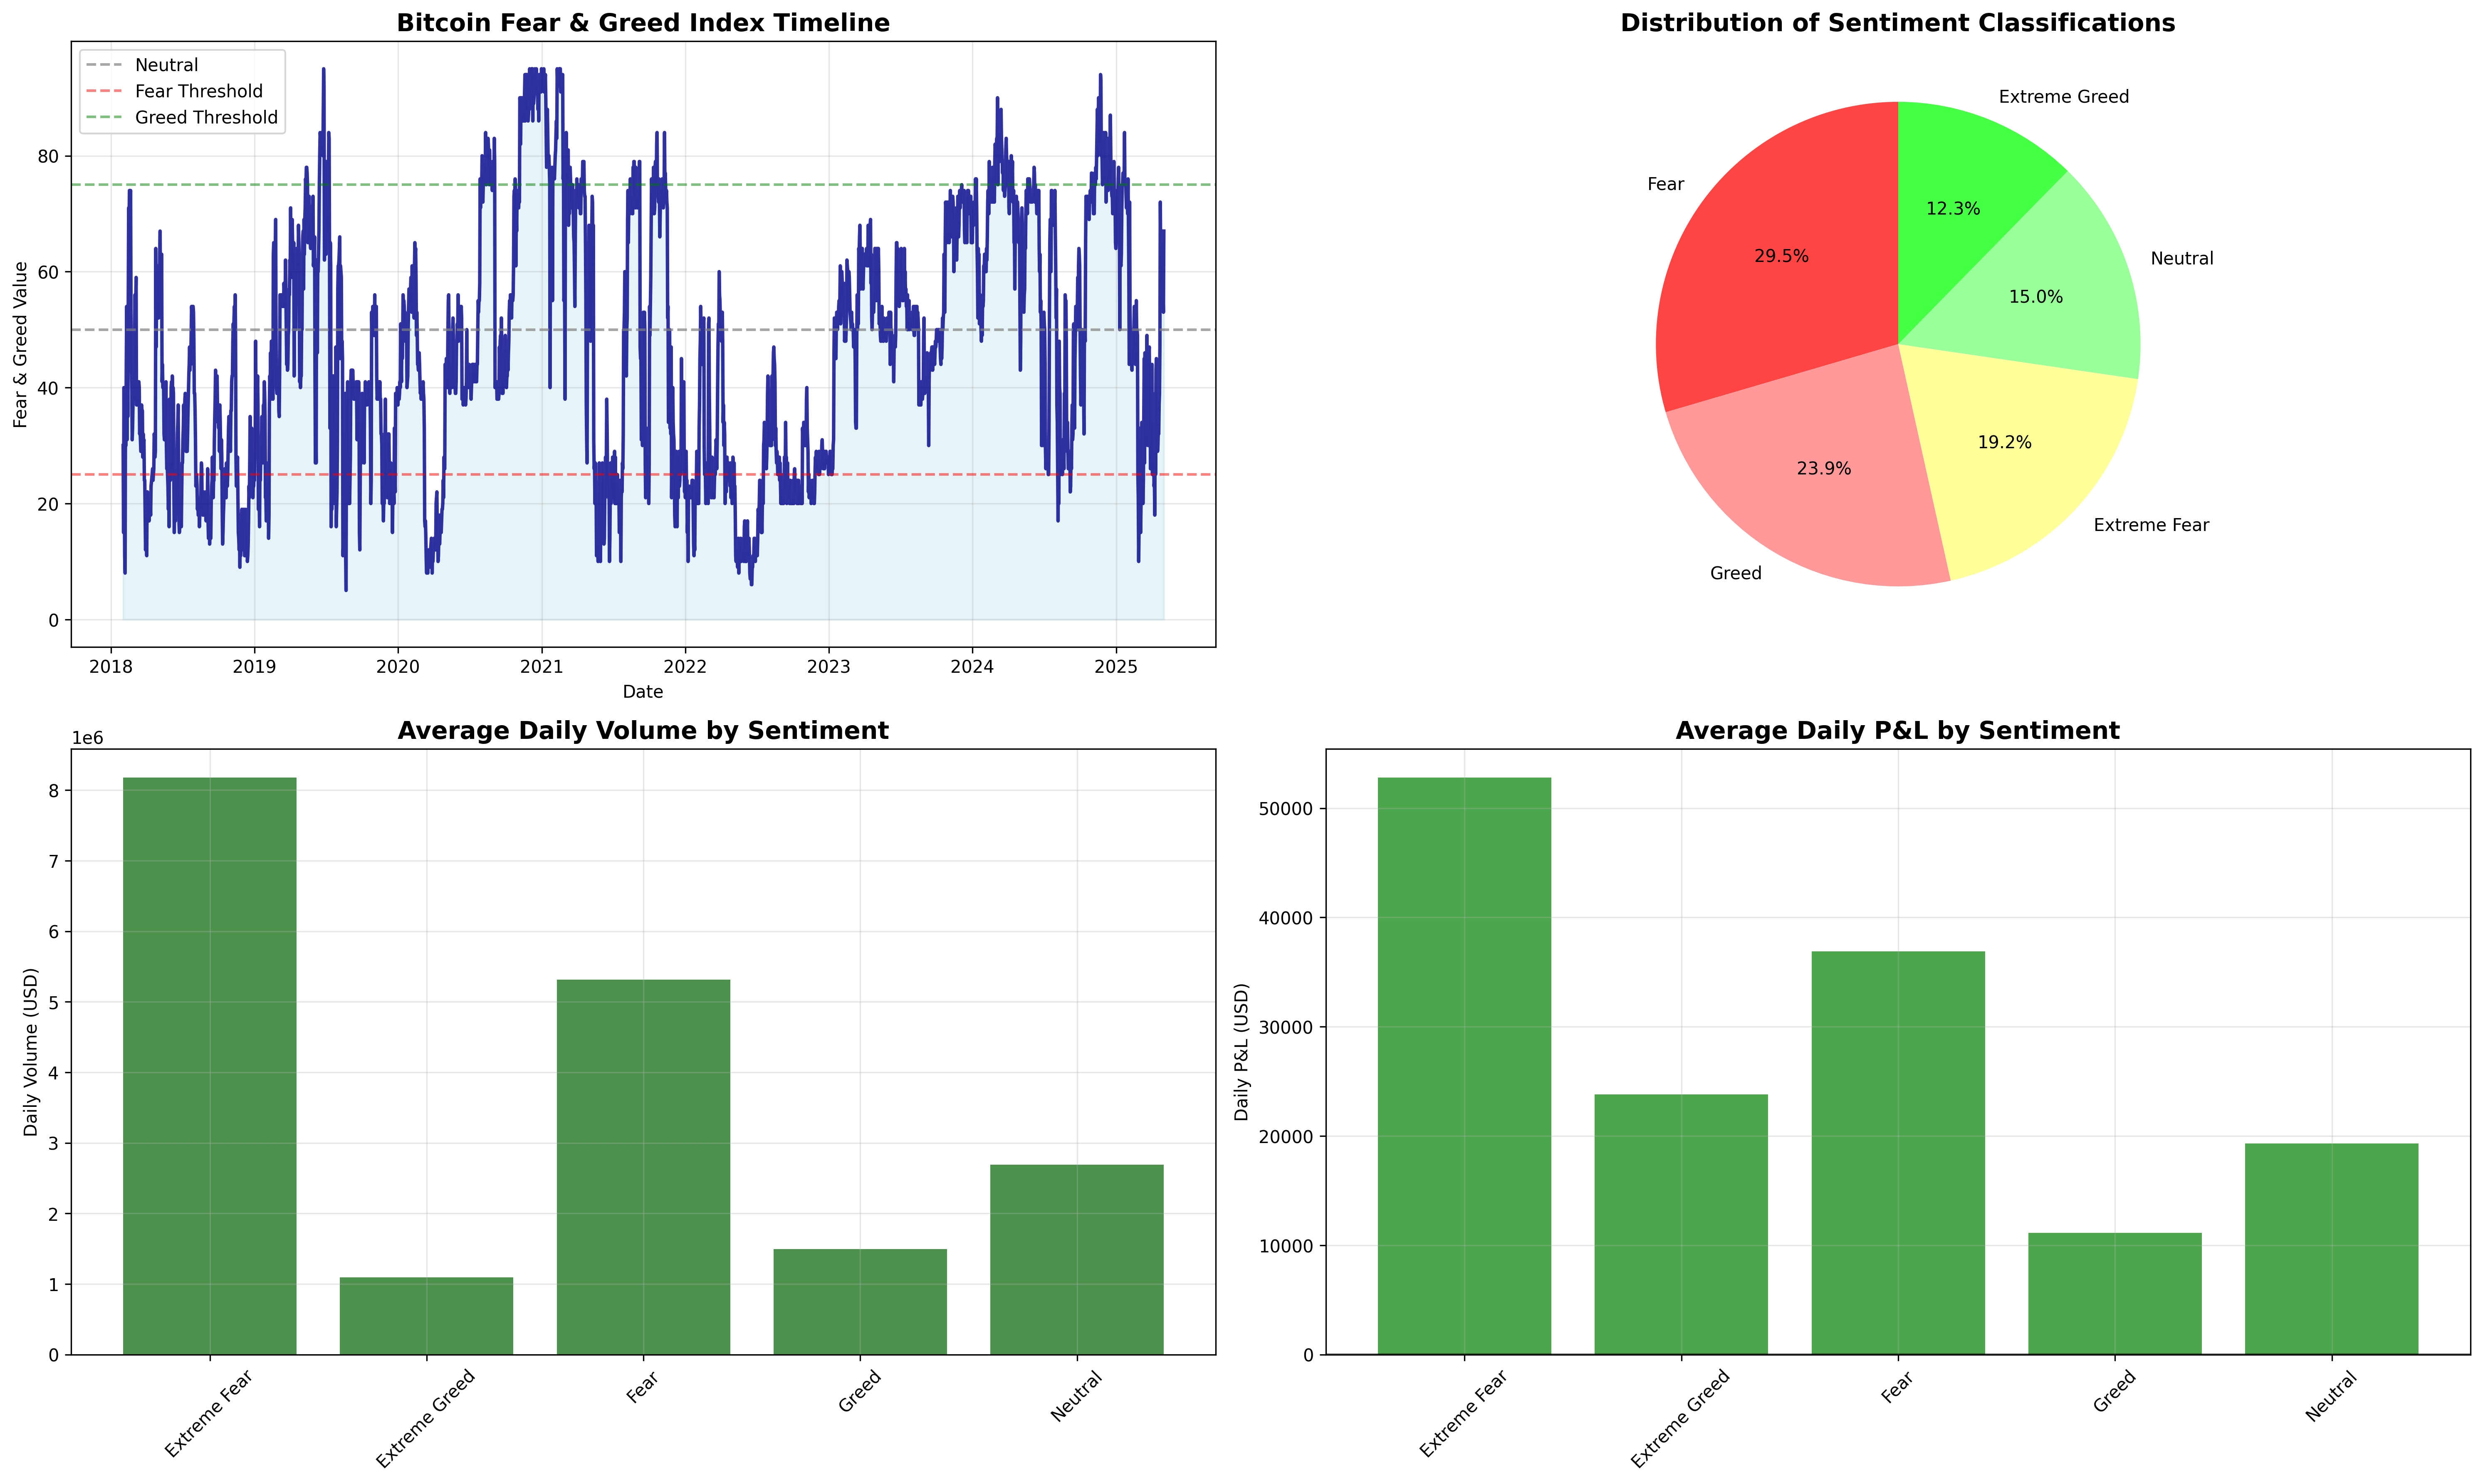 Bitcoin Fear & Greed Index Timeline
Neutral
Fear Threshold
Greed Threshold
Fear & Greed Value
80
60
40
20
0
2018 2019 2020 2021 2022 2023 2024 2025
Date
Distribution of Sentiment Classifications
Extreme Greed
Fear
12.3%
Neutral
29.5%
15.0%
19.2%
23.9%
Extreme Fear
Greed
Average Daily Volume by Sentiment
1e6
Daily Volume (USD)
8
7
6
5
4
3
2
1
0
Extreme Fear
Extreme Greed
Fear
Greed
Neutral
Average Daily P&L by Sentiment
Daily P&L (USD)
50000
40000
30000
20000
10000
0
Extreme Fear
Extreme Greed
Fear
Greed
Neutral